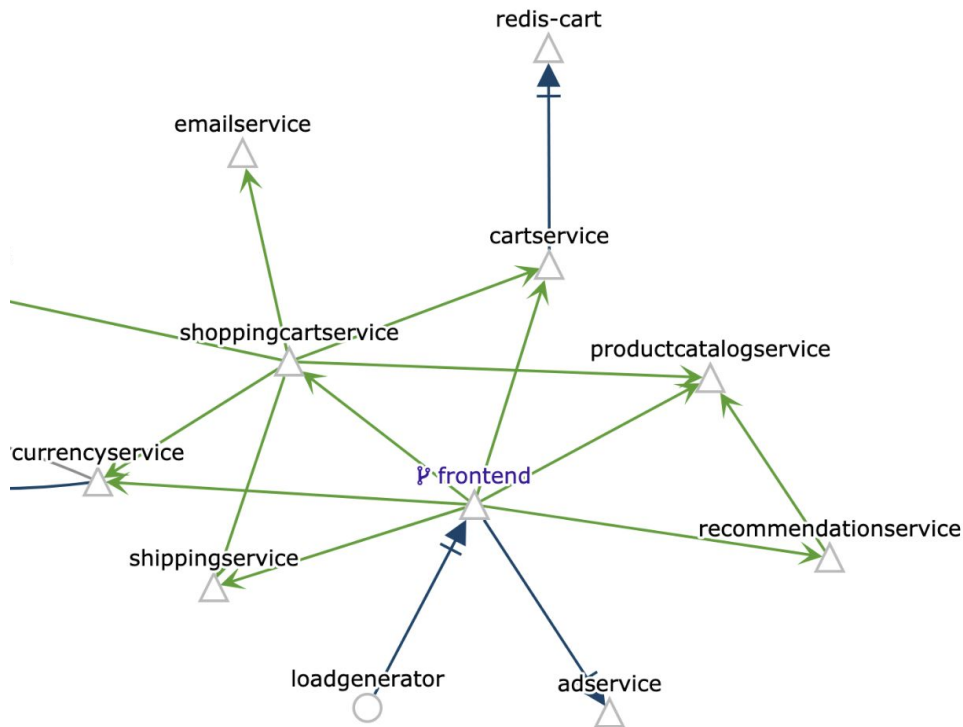 redis-cart
emailservice
cartservice
shoppingcartservice
productcatalogservice
currencyservice
frontend
recommendationservice
shippingservice
loadgenerator
adservice